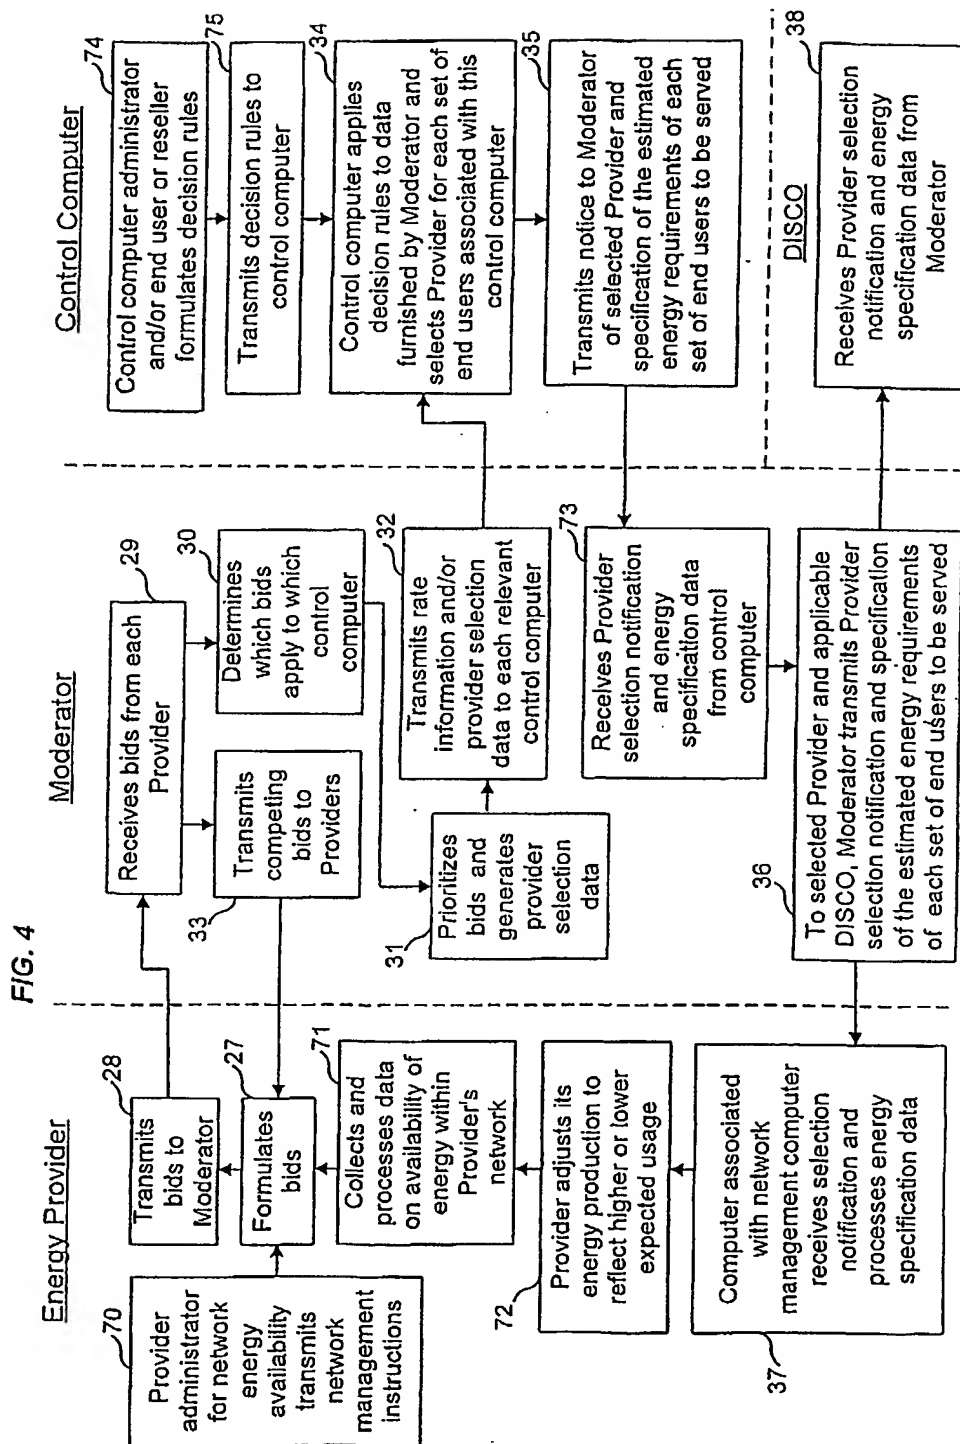 FIG. 4
Energy Provider
70
Provider
administrator
for network
energy
availability
transmits
network
management
instructions
28
Transmits
bids to
Moderator
27
Formulates
bids
71
Collects and
processes data
on availability of
energy within
Provider's
network
72
Provider adjusts its
energy production to
reflect higher or lower
expected usage
37
Computer associated
with network
management computer
receives selection
notification and
processes energy
specification data
Moderator
29
Receives bids from each
Provider
33
Transmits
competing
bids to
Providers
30
Determines
which bids
apply to which
control
computer
31
Prioritizes
bids and
generates
provider
selection
data
32
Transmits rate
information and/or
provider selection
data to each relevant
control computer
73
Receives Provider
selection notification
and energy
specification data
from control
computer
36
To selected Provider and applicable
DISCO, Moderator transmits Provider
selection notification and specification
of the estimated energy requirements
of each set of end users to be served
Control Computer
74
Control computer administrator
and/or end user or reseller
formulates decision rules
75
Transmits decision rules to
control computer
34
Control computer applies
decision rules to data
furnished by Moderator and
selects Provider for each set of
end users associated with this
control computer
35
Transmits notice to Moderator
of selected Provider and
specification of the estimated
energy requirements of each
set of end users to be served
DISCO
38
Receives Provider selection
notification and energy
specification data from
Moderator